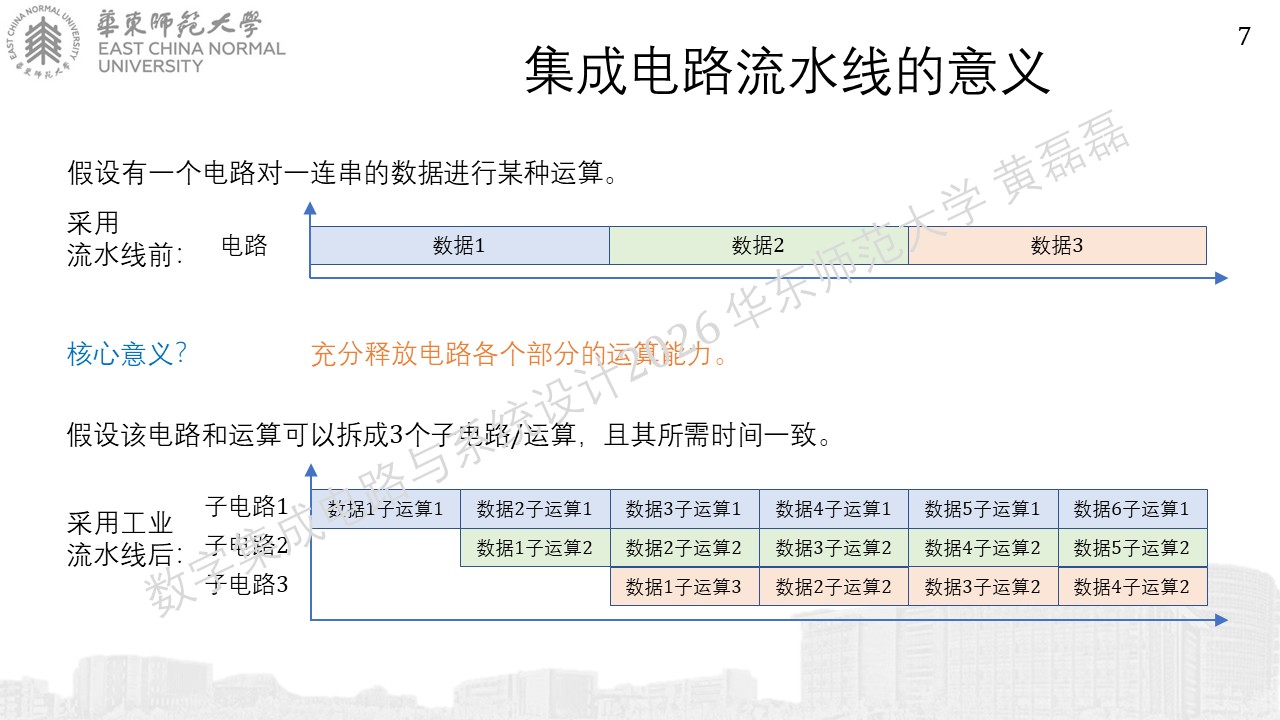 華東師範大學
EAST CHINA NORMAL
UNIVERSITY
EAST CHINA NORMAL UNIVERSITY
華東師範大學
7
集成电路流水线的意义
假设有一个电路对一连串的数据进行某种运算。
采用
流水线前：
电路
数据1
数据2
数据3
核心意义？
充分释放电路各个部分的运算能力。
假设该电路和运算可以拆成3个子电路/运算，且其所需时间一致。
采用工业
流水线后：
子电路1
数据1子运算1
数据2子运算1
数据3子运算1
数据4子运算1
数据5子运算1
数据6子运算1
子电路2
数据1子运算2
数据2子运算2
数据3子运算2
数据4子运算2
数据5子运算2
子电路3
数据1子运算3
数据2子运算2
数据3子运算2
数据4子运算2
数字集成电路与系统设计2026 华东师范大学 黄磊磊